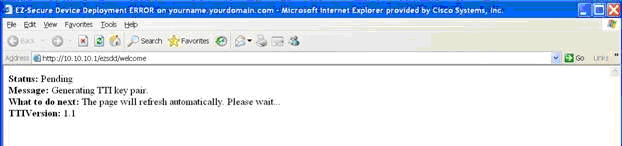 EZ-Secure Device Deployment ERROR on yourname.yourdomain.com - Microsoft Internet Explorer provided by Cisco Systems, Inc.
File Edit View Favorites Tools Help
Back Search Favorites
Address http://10.10.10.1/ezsdd/welcome Go Links »
Status: Pending
Message: Generating TTI key pair.
What to do next: The page will refresh automatically. Please wait...
TTIVersion: 1.1